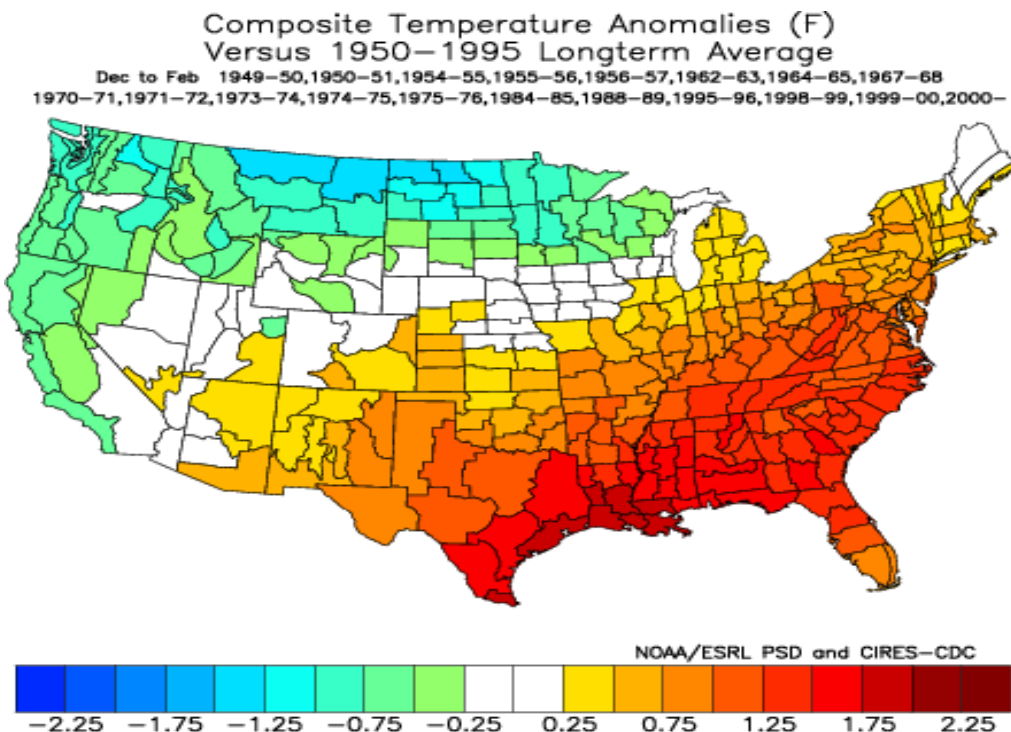 Composite Temperature Anomalies (F)
Versus 1950-1995 Longterm Average
Dec to Feb 1949-50,1950-51,1954-55,1955-56,1956-57,1962-63,1964-65,1967-68
1970-71,1971-72,1973-74,1974-75,1975-76,1984-85,1988-89,1995-96,1998-99,1999-00,2000-
NOAA/ESRL PSD and CIRES-CDC
-2.25 -1.75 -1.25 -0.75 -0.25 0.25 0.75 1.25 1.75 2.25